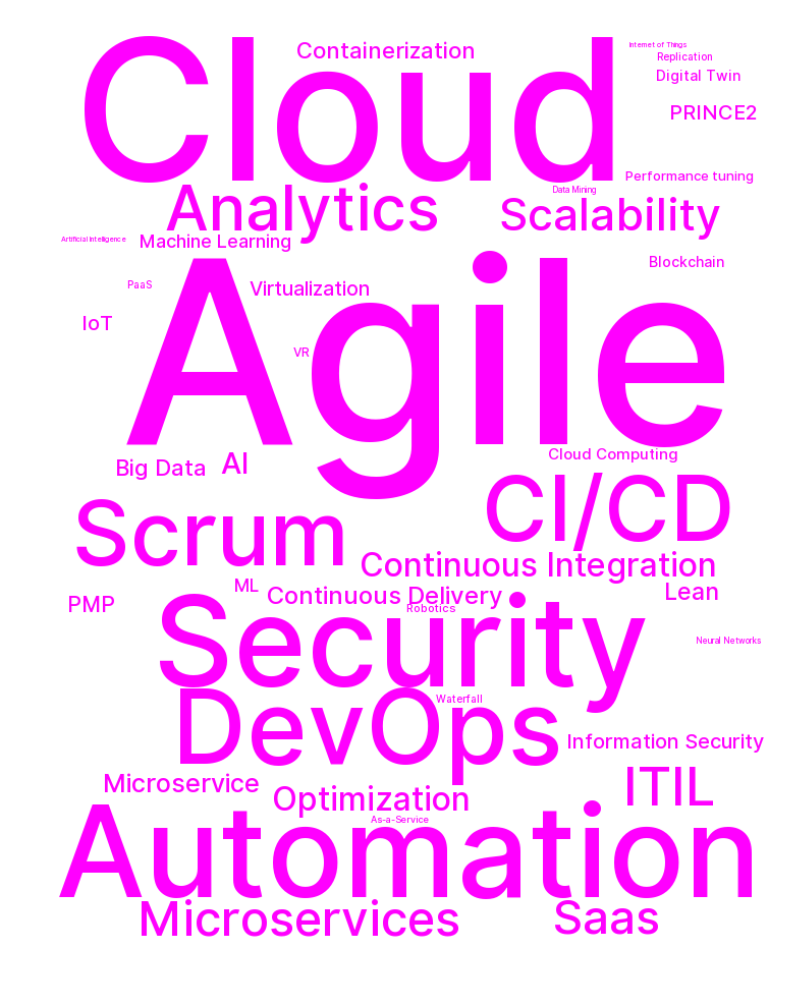 Cloud
Containerization
Internet of Things
Replication
Digital Twin
PRINCE2
Performance tuning
Data Mining
Analytics
Scalability
Artificial Intelligence
Machine Learning
Blockchain
PaaS
Virtualization
IoT
VR
Agile
Cloud Computing
Big Data
AI
CI/CD
Scrum
Continuous Integration
ML
Continuous Delivery
Lean
PMP
Robotics
Security
Neural Networks
Waterfall
DevOps
Information Security
Microservice
Optimization
ITIL
As-a-Service
Automation
Microservices
Saas